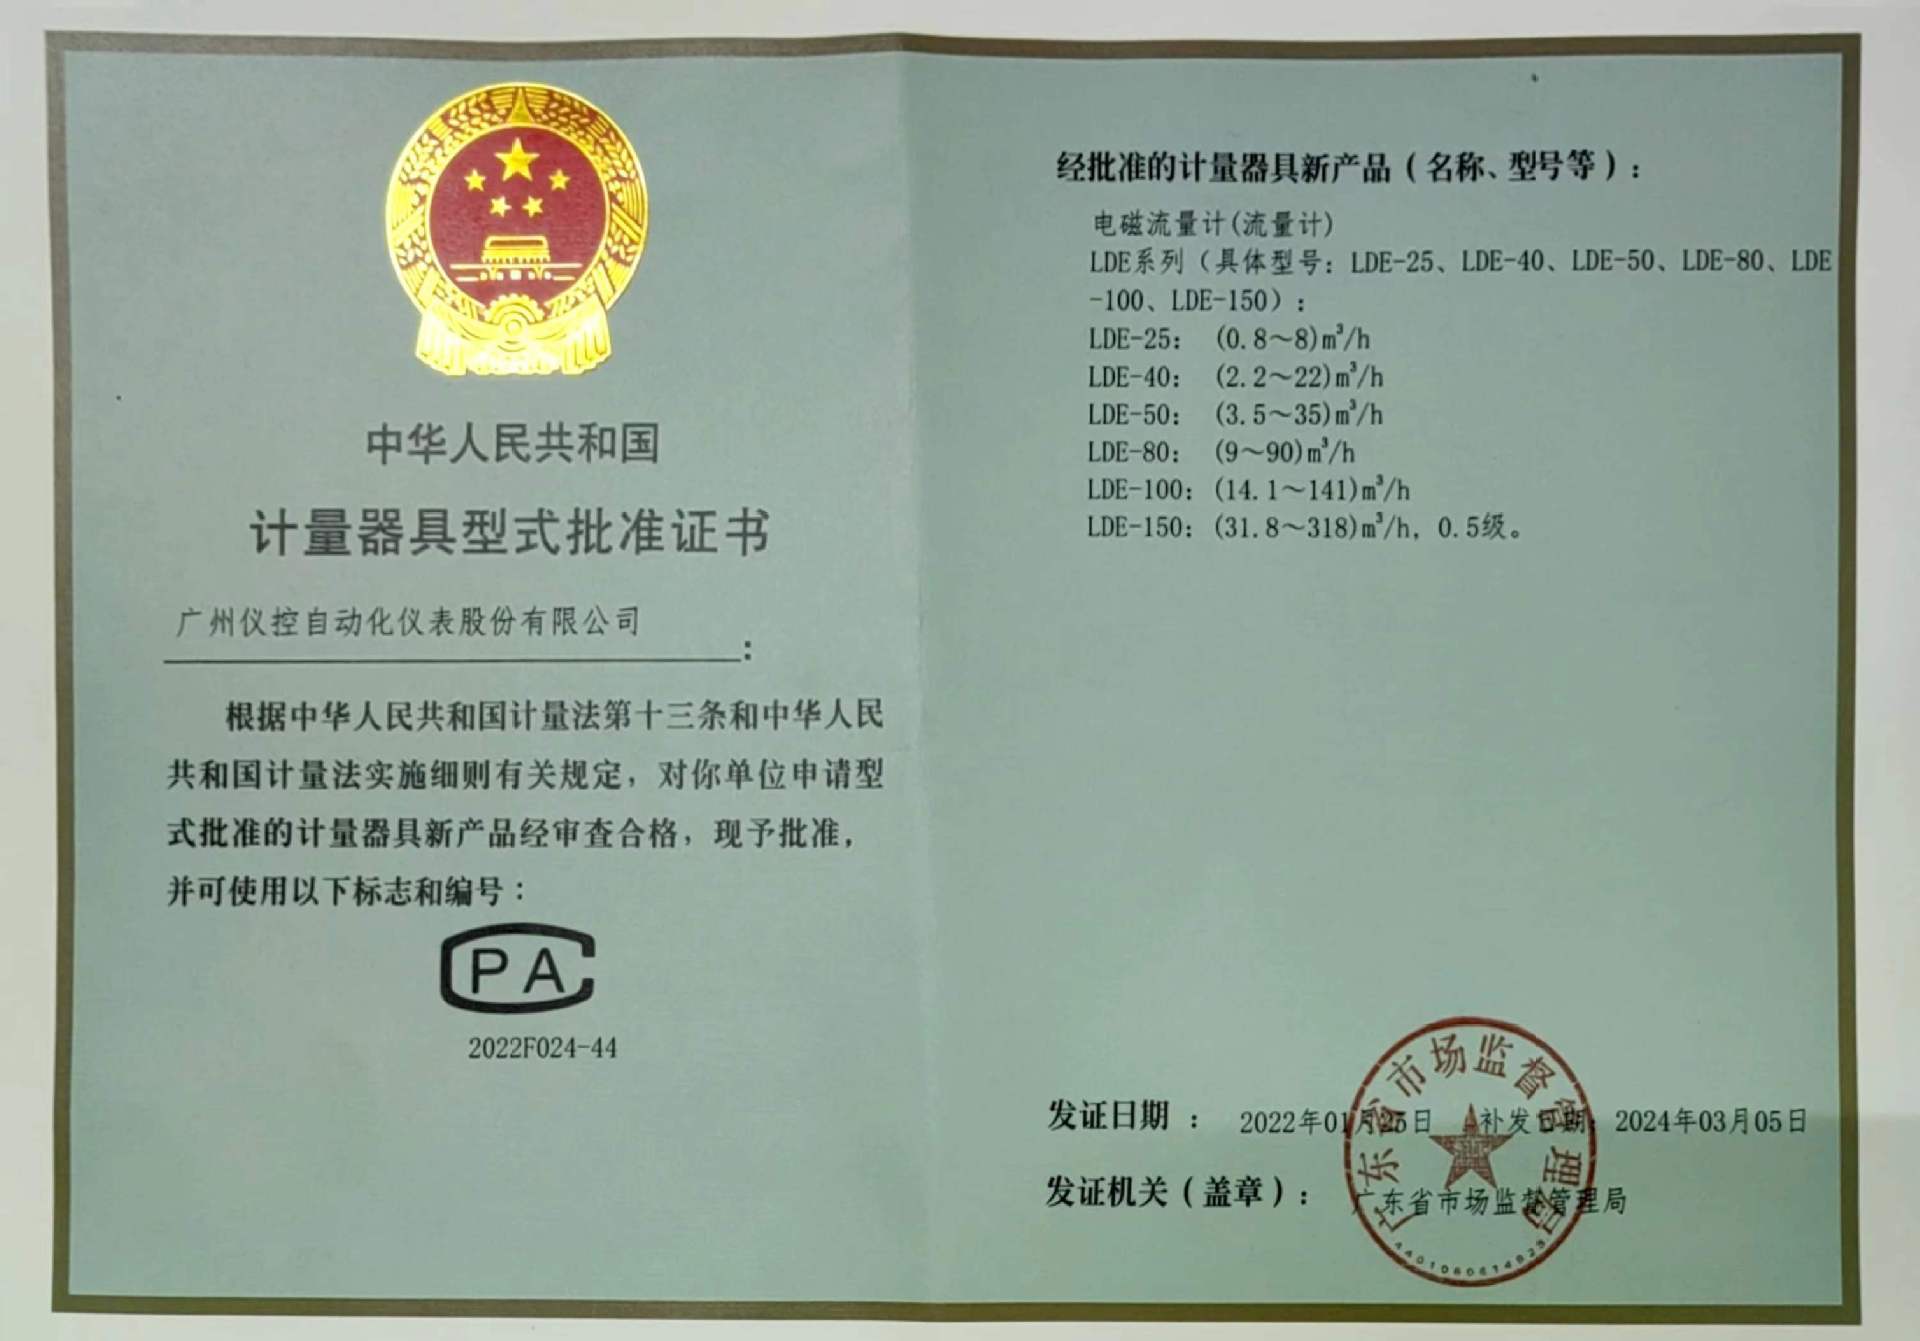 中华人民共和国
计量器具型式批准证书
广州仪控自动化仪表股份有限公司
:
根据中华人民共和国计量法第十三条和中华人民
共和国计量法实施细则有关规定，对你单位申请型
式批准的计量器具新产品经审查合格，现予批准，
并可使用以下标志和编号：
PA
2022F024-44
经批准的计量器具新产品（名称、型号等）：
电磁流量计(流量计)
LDE系列（具体型号：LDE-25、LDE-40、LDE-50、LDE-80、LDE
-100、LDE-150）：
LDE-25： (0.8～8)m³/h
LDE-40： (2.2～22)m³/h
LDE-50： (3.5～35)m³/h
LDE-80： (9～90)m³/h
LDE-100：(14.1～141)m³/h
LDE-150：(31.8～318)m³/h，0.5级。
发证日期 ： 2022年01月25日 补发日期：2024年03月05日
发证机关（盖章）： 广东省市场监督管理局
广东省市场监督管理局